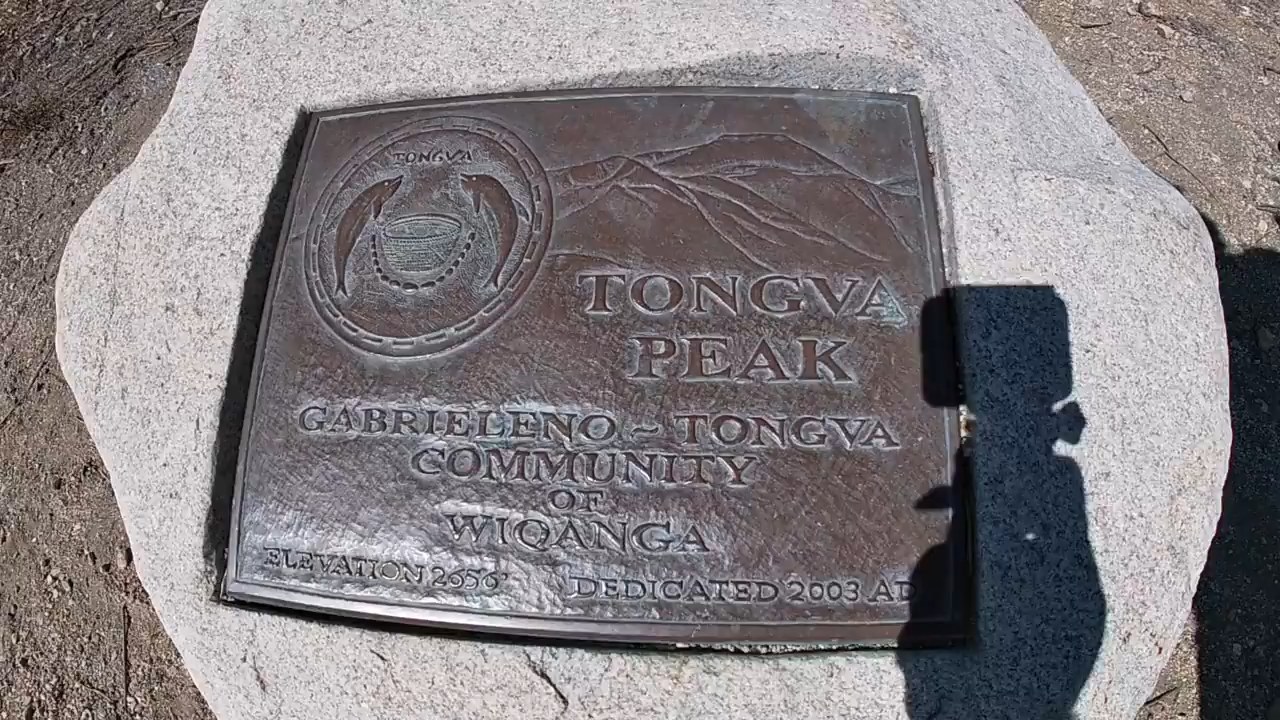 TONGVA
TONGVA
PEAK
GABRIELENO ~ TONGVA
COMMUNITY
OF
WIQANGA
ELEVATION 2656' DEDICATED 2003 AD